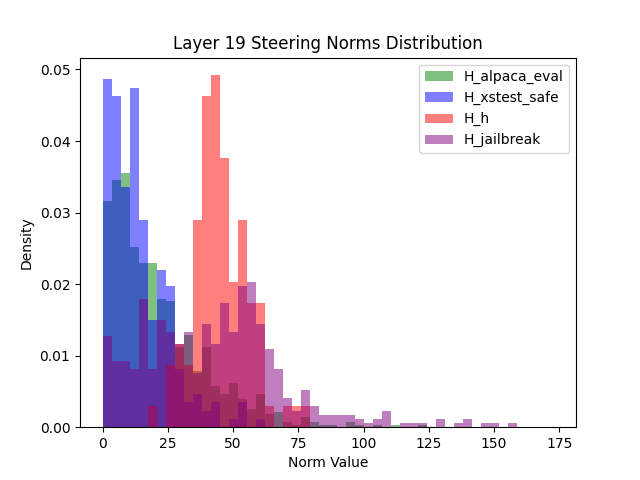 Layer 19 Steering Norms Distribution
H_alpaca_eval
H_xstest_safe
H_h
H_jailbreak
Density
0.05
0.04
0.03
0.02
0.01
0.00
0 25 50 75 100 125 150 175
Norm Value